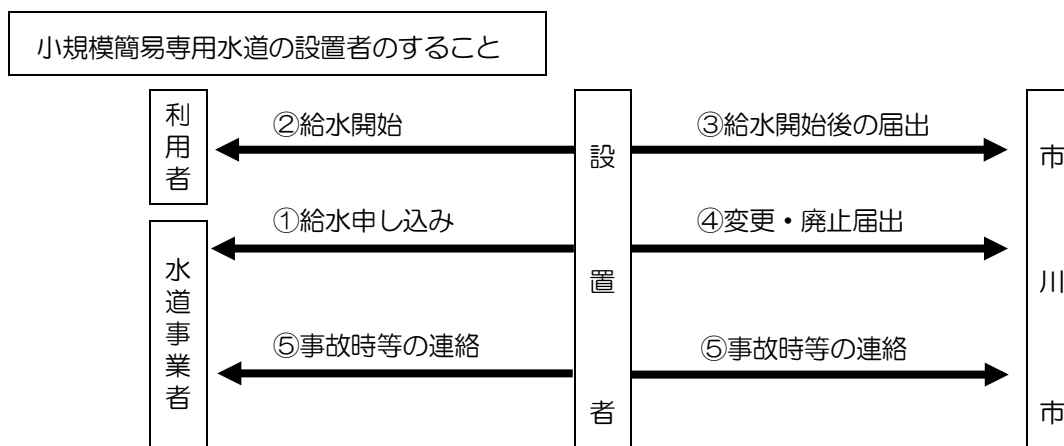 小規模簡易専用水道の設置者のすること
利用者
②給水開始
③給水開始後の届出
①給水申し込み
④変更・廃止届出
水道事業者
⑤事故時等の連絡
⑤事故時等の連絡
設置者
市川市